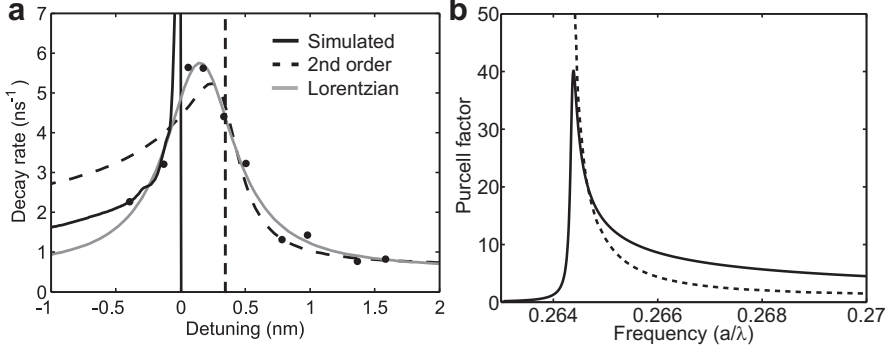 a
7
6
5
4
3
2
1
0
Decay rate (ns⁻¹)
Simulated
2nd order
Lorentzian
-1 -0.5 0 0.5 1 1.5 2
Detuning (nm)
b
50
40
30
20
10
0
Purcell factor
0.264 0.266 0.268 0.27
Frequency (a/λ)